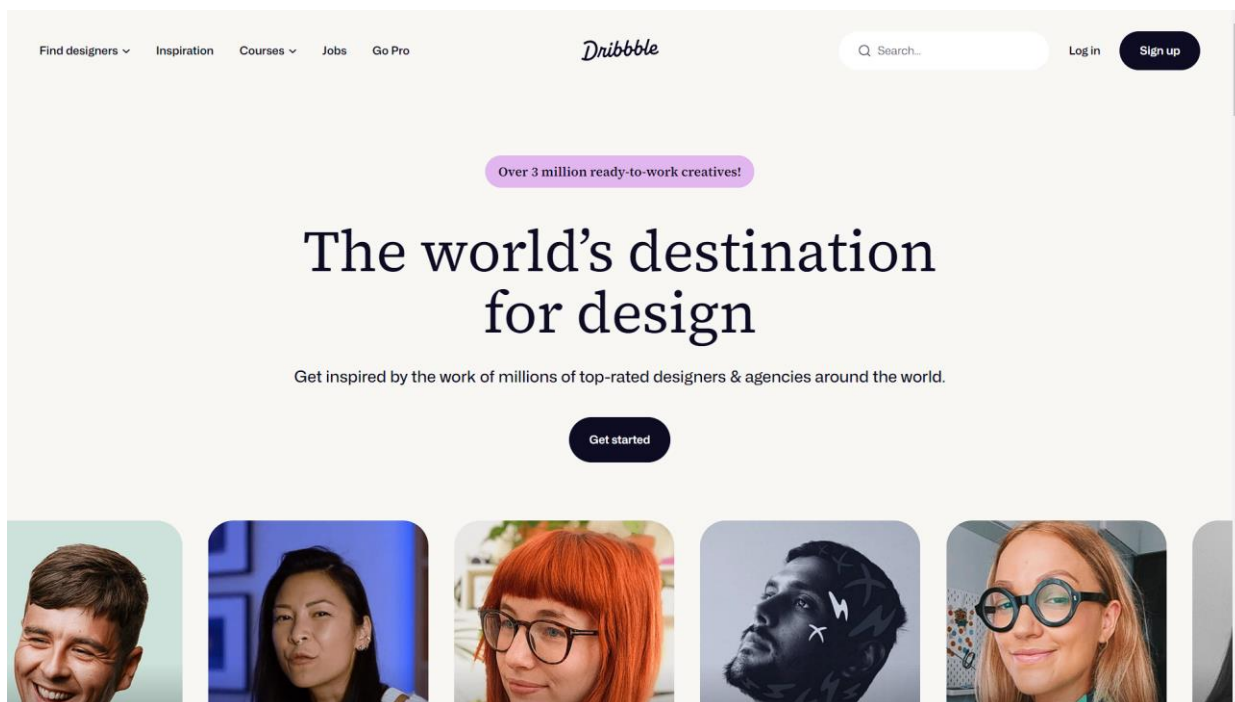 Find designers
Inspiration
Courses
Jobs
Go Pro
Dribbble
Search...
Log in
Sign up
Over 3 million ready-to-work creatives!
The world’s destination
for design
Get inspired by the work of millions of top-rated designers & agencies around the world.
Get started